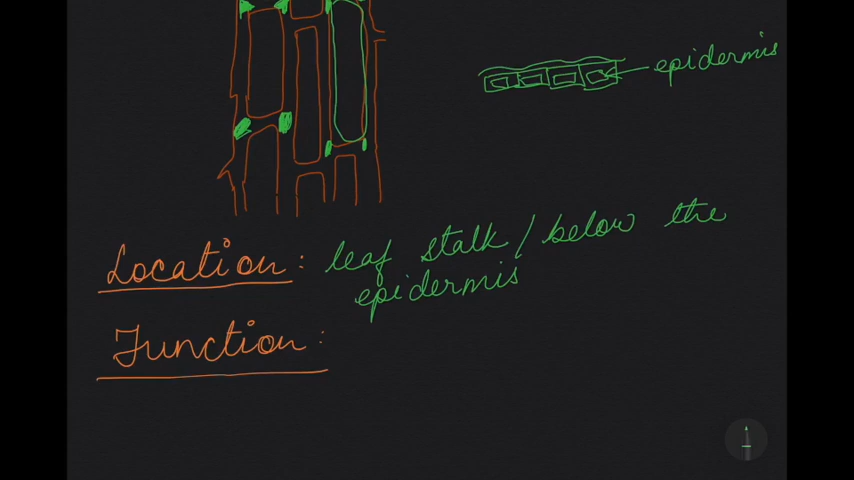 epidermis
Location: leaf stalk / below the
epidermis
Function: